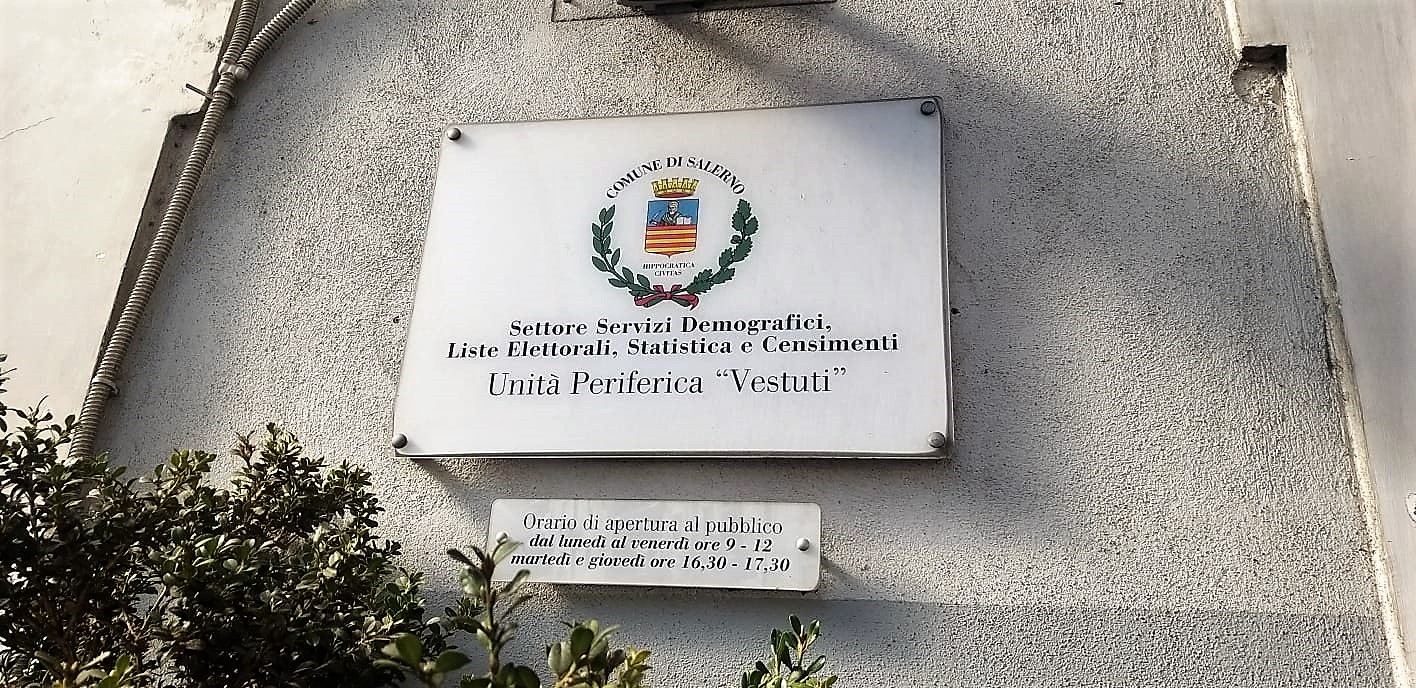 COMUNE DI SALERNO
HIPPOCRATICA
CIVITAS
Settore Servizi Demografici,
Liste Elettorali, Statistica e Censimenti
Unità Periferica “Vestuti”
Orario di apertura al pubblico
dal lunedì al venerdì ore 9 - 12
martedì e giovedì ore 16,30 - 17,30